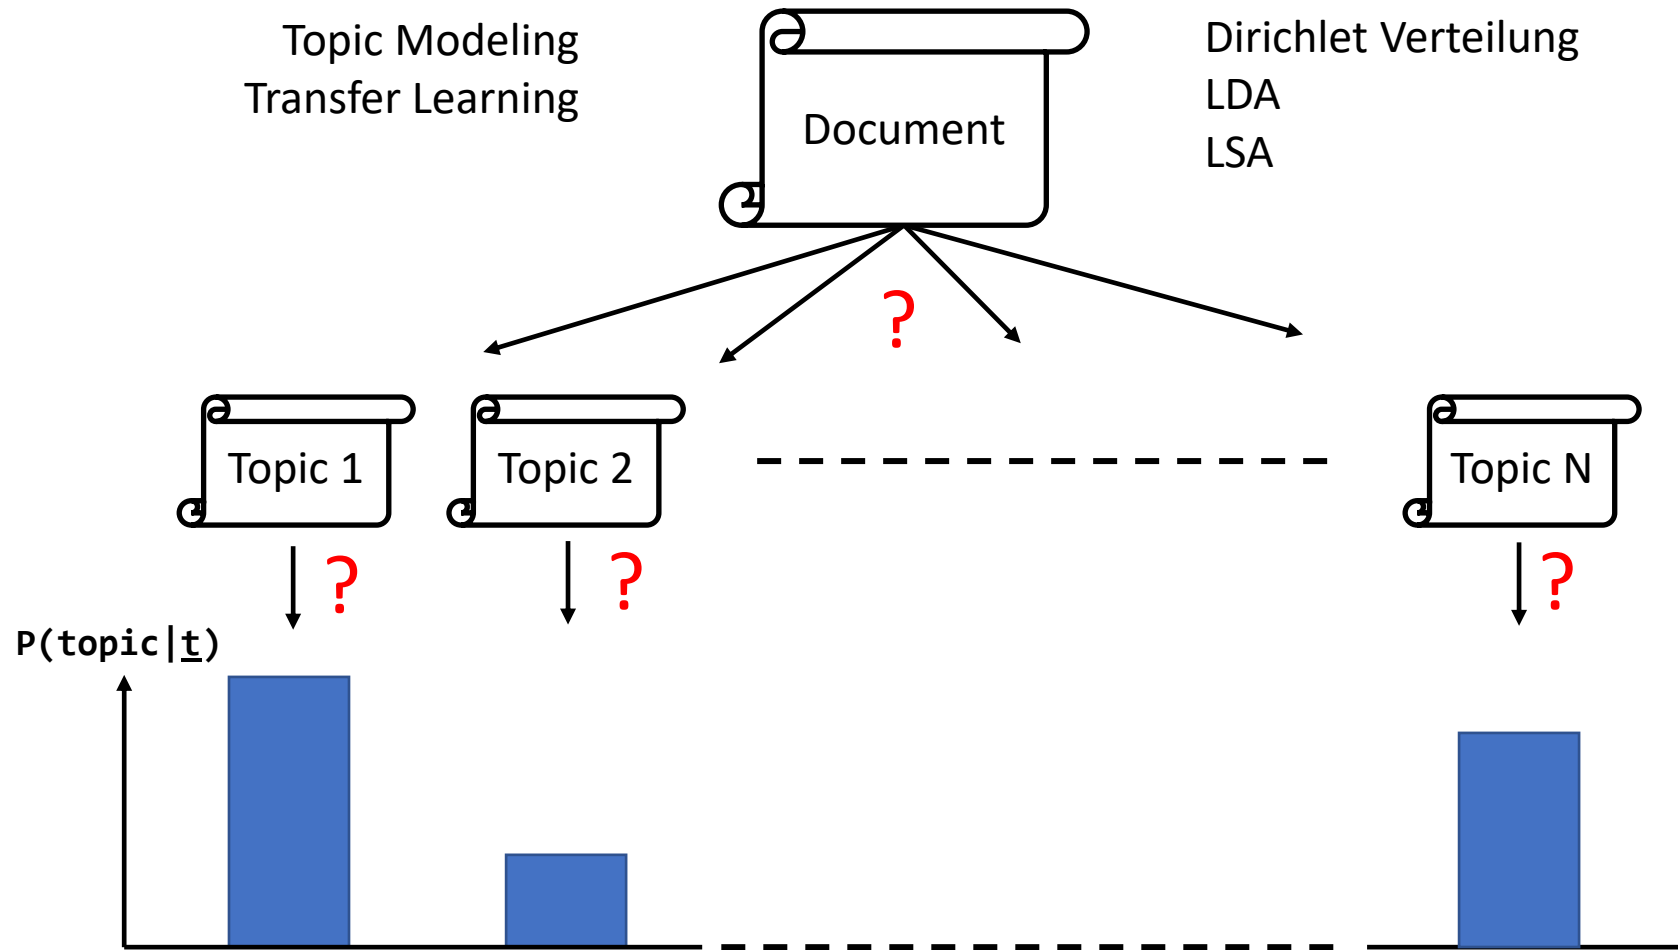 Topic Modeling
Transfer Learning
Document
Dirichlet Verteilung
LDA
LSA
?
Topic 1
Topic 2
Topic N
?
?
?
P(topic|t)